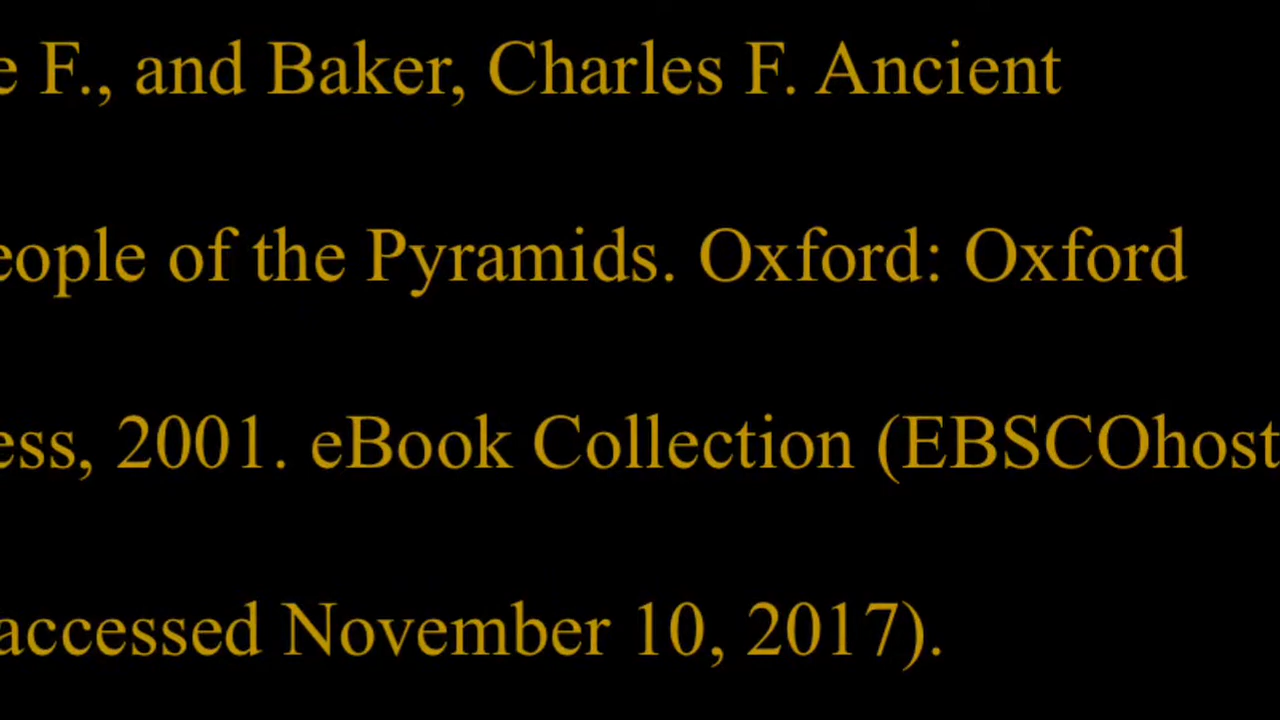 e F., and Baker, Charles F. Ancient
eople of the Pyramids. Oxford: Oxford
ess, 2001. eBook Collection (EBSCOhost
accessed November 10, 2017).